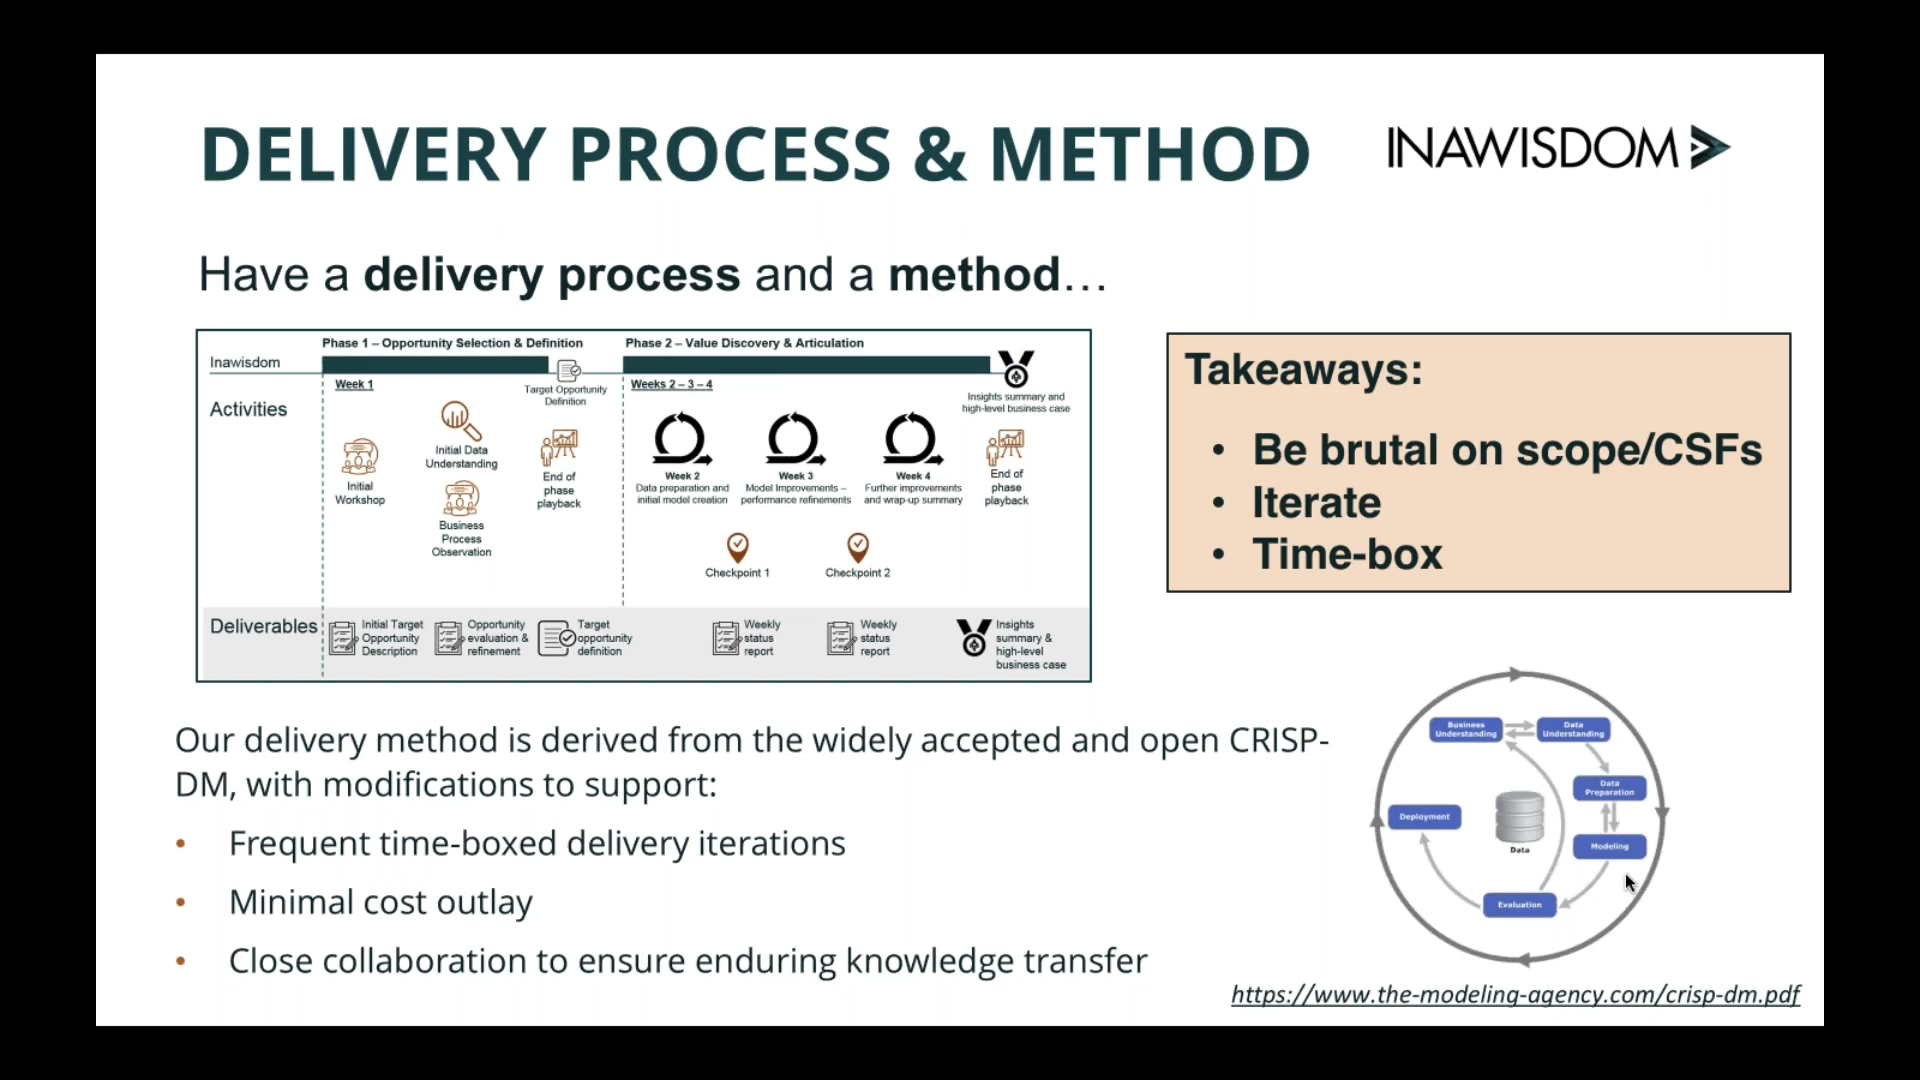 DELIVERY PROCESS & METHOD
INAWISDOM
Have a delivery process and a method...
Phase 1 – Opportunity Selection & Definition
Phase 2 – Value Discovery & Articulation
Inawisdom
Week 1
Target Opportunity
Definition
Weeks 2 – 3 – 4
Insights summary and
high-level business case
Activities
Initial
Workshop
Initial Data
Understanding
Business
Process
Observation
End of
phase
playback
Week 2
Data preparation and
initial model creation
Week 3
Model Improvements –
performance refinements
Week 4
Further improvements
and wrap-up summary
End of
phase
playback
Checkpoint 1
Checkpoint 2
Deliverables
Initial Target
Opportunity
Description
Opportunity
evaluation &
refinement
Target
opportunity
definition
Weekly
status
report
Weekly
status
report
Insights
summary &
high-level
business case
Takeaways:
• Be brutal on scope/CSFs
• Iterate
• Time-box
Our delivery method is derived from the widely accepted and open CRISP-
DM, with modifications to support:
• Frequent time-boxed delivery iterations
• Minimal cost outlay
• Close collaboration to ensure enduring knowledge transfer
Business
Understanding
Data
Understanding
Data
Preparation
Modeling
Evaluation
Deployment
Data
https://www.the-modeling-agency.com/crisp-dm.pdf